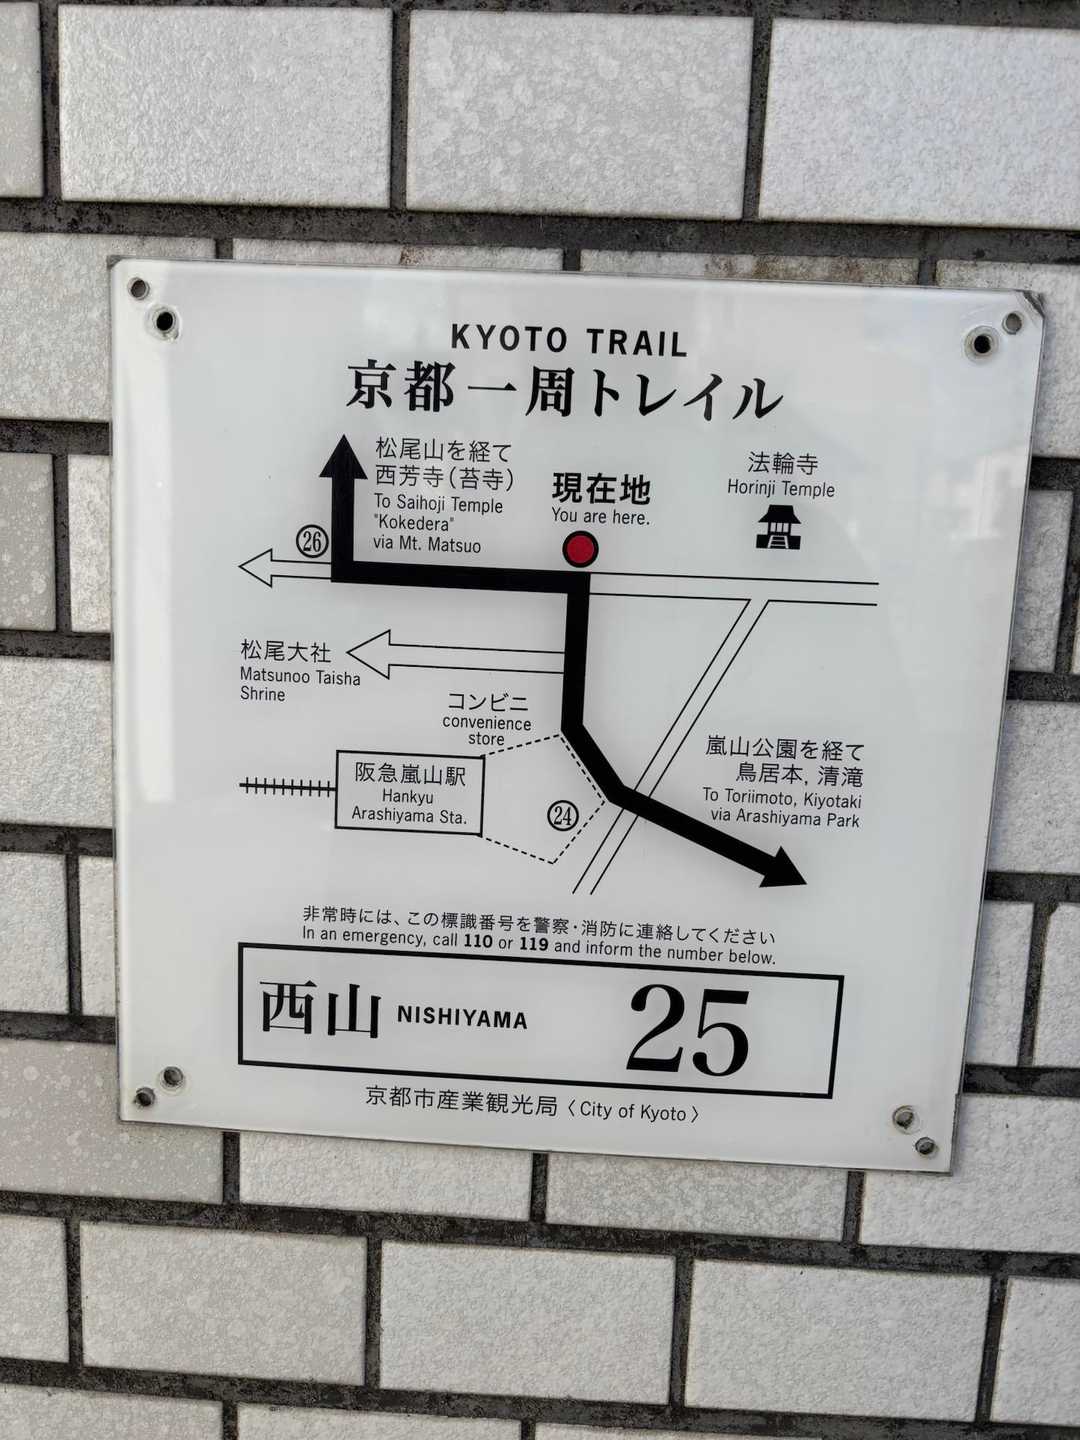 KYOTO TRAIL
京都一周トレイル
松尾山を経て
西芳寺(苔寺)
To Saihoji Temple
"Kokedera"
via Mt. Matsuo
現在地
You are here.
法輪寺
Horinji Temple
26
松尾大社
Matsunoo Taisha
Shrine
コンビニ
convenience
store
阪急嵐山駅
Hankyu
Arashiyama Sta.
24
嵐山公園を経て
鳥居本, 清滝
To Toriimoto, Kiyotaki
via Arashiyama Park
非常時には、この標識番号を警察・消防に連絡してください
In an emergency, call 110 or 119 and inform the number below.
西山 NISHIYAMA 25
京都市産業観光局〈City of Kyoto〉